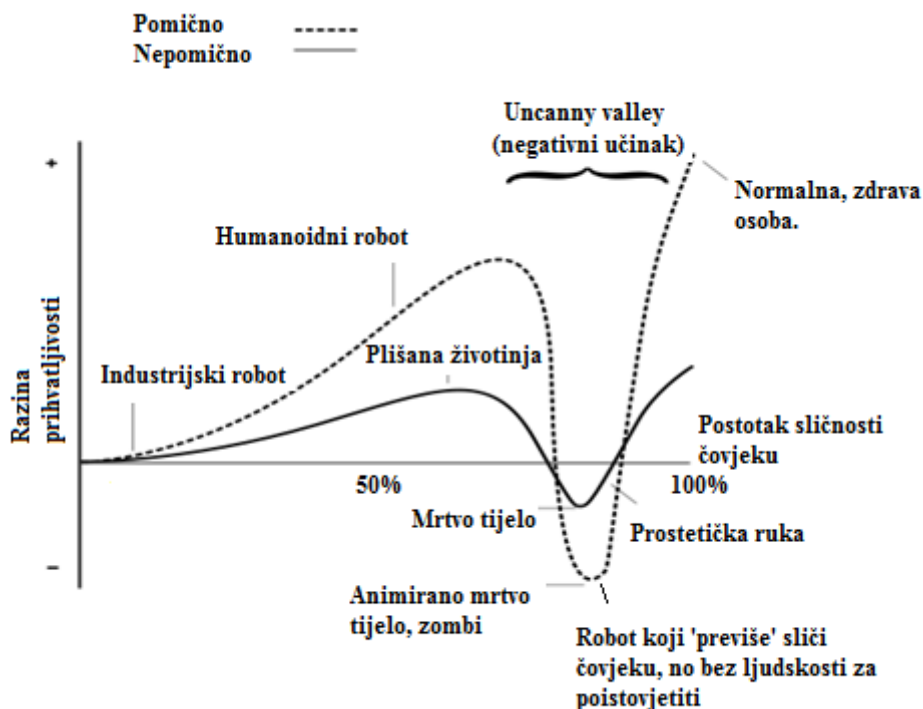 Pomično
Nepomično
Uncanny valley
(negativni učinak)
+
Normalna, zdrava
osoba.
Humanoidni robot
Plišana životinja
Industrijski robot
Razina
prihvatljivosti
Postotak sličnosti
čovjeku
50%
100%
Mrtvo tijelo
Prostetička ruka
–
Animirano mrtvo
tijelo, zombi
Robot koji 'previše' sliči
čovjeku, no bez ljudskosti za
poistovjetiti